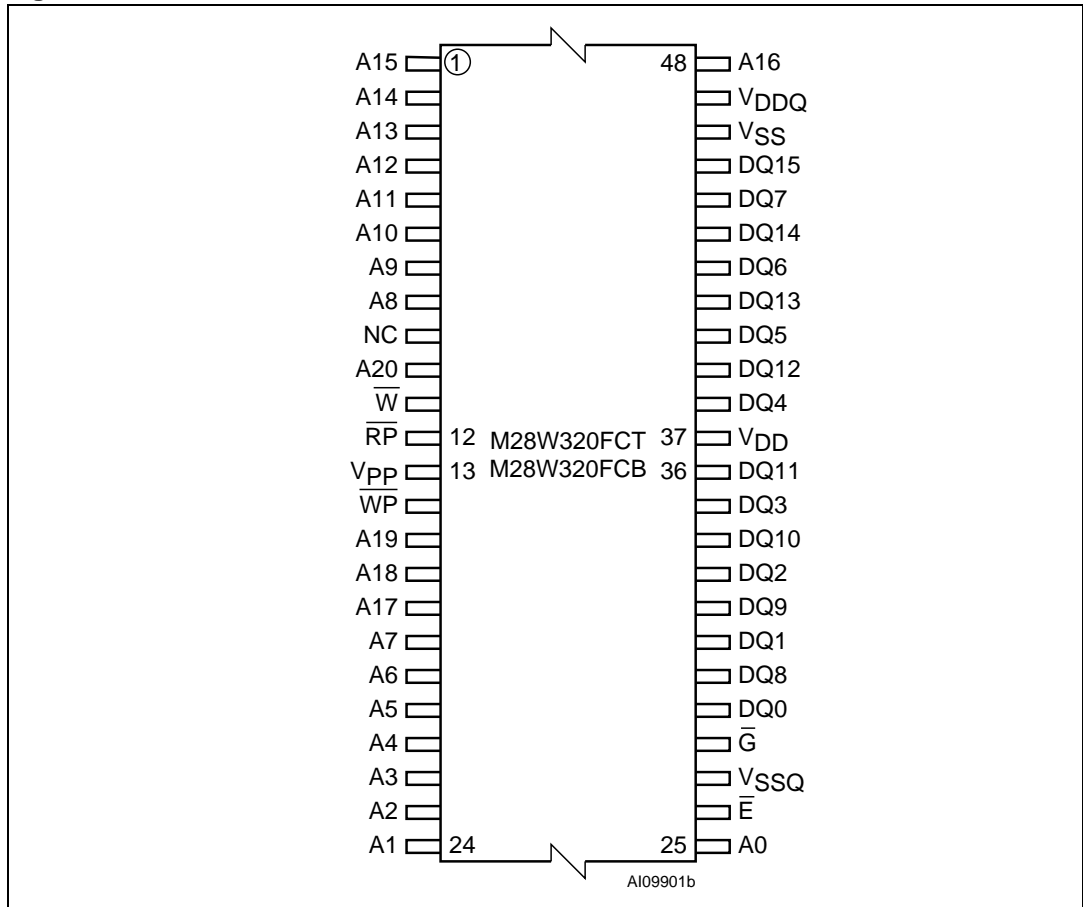 A15 1 48 A16
A14 VDDQ
A13 VSS
A12 DQ15
A11 DQ7
A10 DQ14
A9 DQ6
A8 DQ13
NC DQ5
A20 DQ12
W̅ DQ4
R̅P̅ 12 M28W320FCT 37 VDD
VPP 13 M28W320FCB 36 DQ11
W̅P̅ DQ3
A19 DQ10
A18 DQ2
A17 DQ9
A7 DQ1
A6 DQ8
A5 DQ0
A4 G̅
A3 VSSQ
A2 E̅
A1 24 25 A0
AI09901b